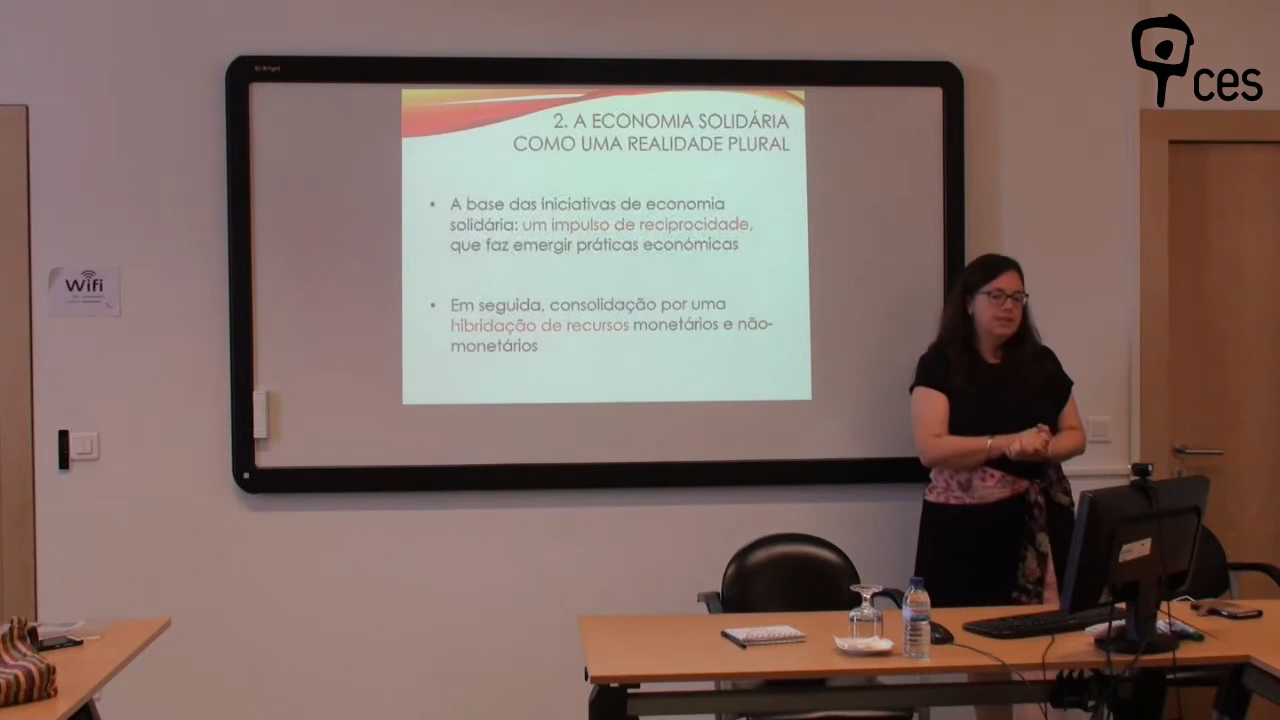 ces
2. A ECONOMIA SOLIDÁRIA
COMO UMA REALIDADE PLURAL
• A base das iniciativas de economia
solidária: um impulso de reciprocidade,
que faz emergir práticas económicas
• Em seguida, consolidação por uma
hibridação de recursos monetários e não-
monetários
Wifi